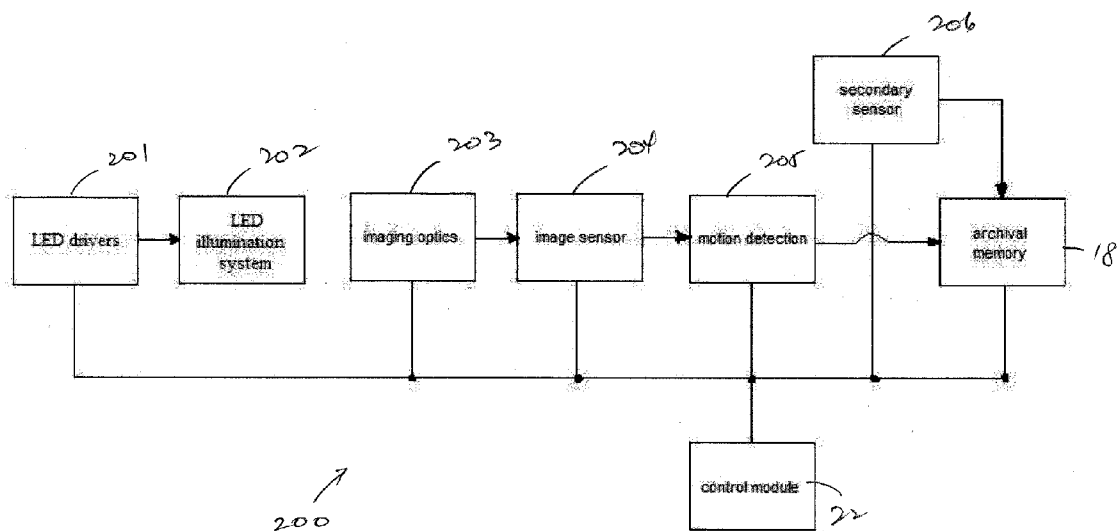 206
secondary
sensor
201
202
203
204
205
LED drivers
LED
illumination
system
imaging optics
image sensor
motion detection
archival
memory
18
control module
22
200